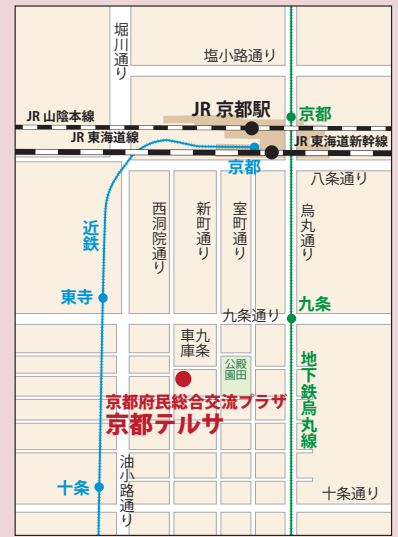 堀川通り
塩小路通り
JR 京都駅
京都
JR 山陰本線
JR 東海道線
JR 東海道新幹線
京都
八条通り
近鉄
西洞院通り
新町通り
室町通り
烏丸通り
東寺
九条通り
九条
九条
車庫
殿田
公園
地下鉄烏丸線
京都府民総合交流プラザ
京都テルサ
油小路通り
十条
十条通り